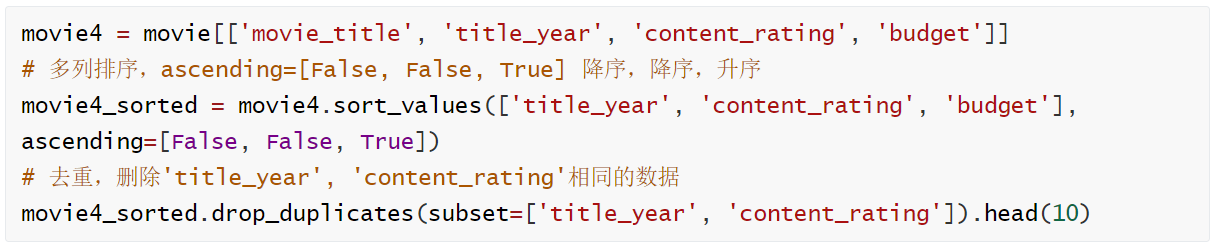 movie4 = movie[['movie_title', 'title_year', 'content_rating', 'budget']]
# 多列排序，ascending=[False, False, True] 降序，降序，升序
movie4_sorted = movie4.sort_values(['title_year', 'content_rating', 'budget'],
ascending=[False, False, True])
# 去重，删除'title_year', 'content_rating'相同的数据
movie4_sorted.drop_duplicates(subset=['title_year', 'content_rating']).head(10)